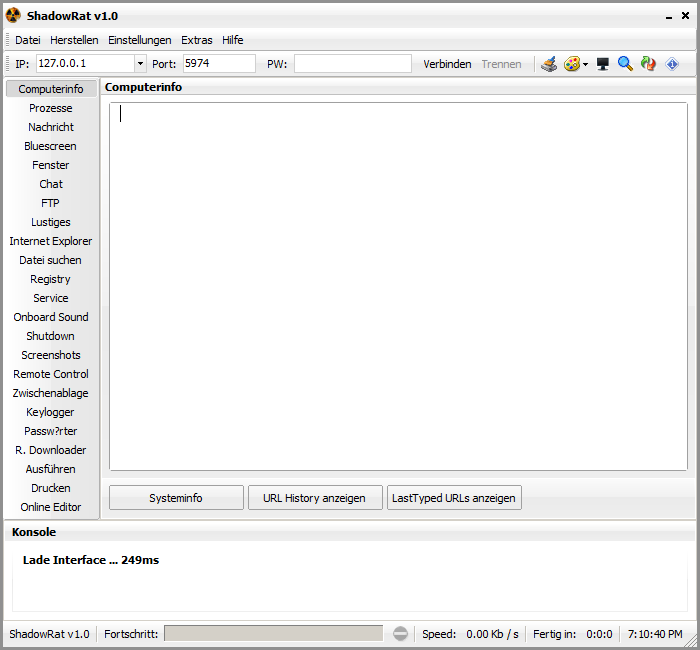 ShadowRat v1.0
Datei Herstellen Einstellungen Extras Hilfe
IP: 127.0.0.1 Port: 5974 PW: Verbinden Trennen
Computerinfo
Prozesse
Nachricht
Bluescreen
Fenster
Chat
FTP
Lustiges
Internet Explorer
Datei suchen
Registry
Service
Onboard Sound
Shutdown
Screenshots
Remote Control
Zwischenablage
Keylogger
Passw?rter
R. Downloader
Ausführen
Drucken
Online Editor
Computerinfo
Systeminfo URL History anzeigen LastTyped URLs anzeigen
Konsole
Lade Interface ... 249ms
ShadowRat v1.0 Fortschritt: Speed: 0.00 Kb / s Fertig in: 0:0:0 7:10:40 PM